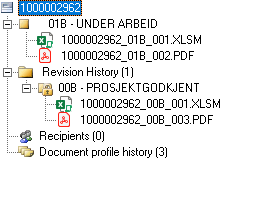 1000002962
01B - UNDER ARBEID
1000002962_01B_001.XLSM
1000002962_01B_002.PDF
Revision History (1)
00B - PROSJEKTGODKJENT
1000002962_00B_001.XLSM
1000002962_00B_003.PDF
Recipients (0)
Document profile history (3)